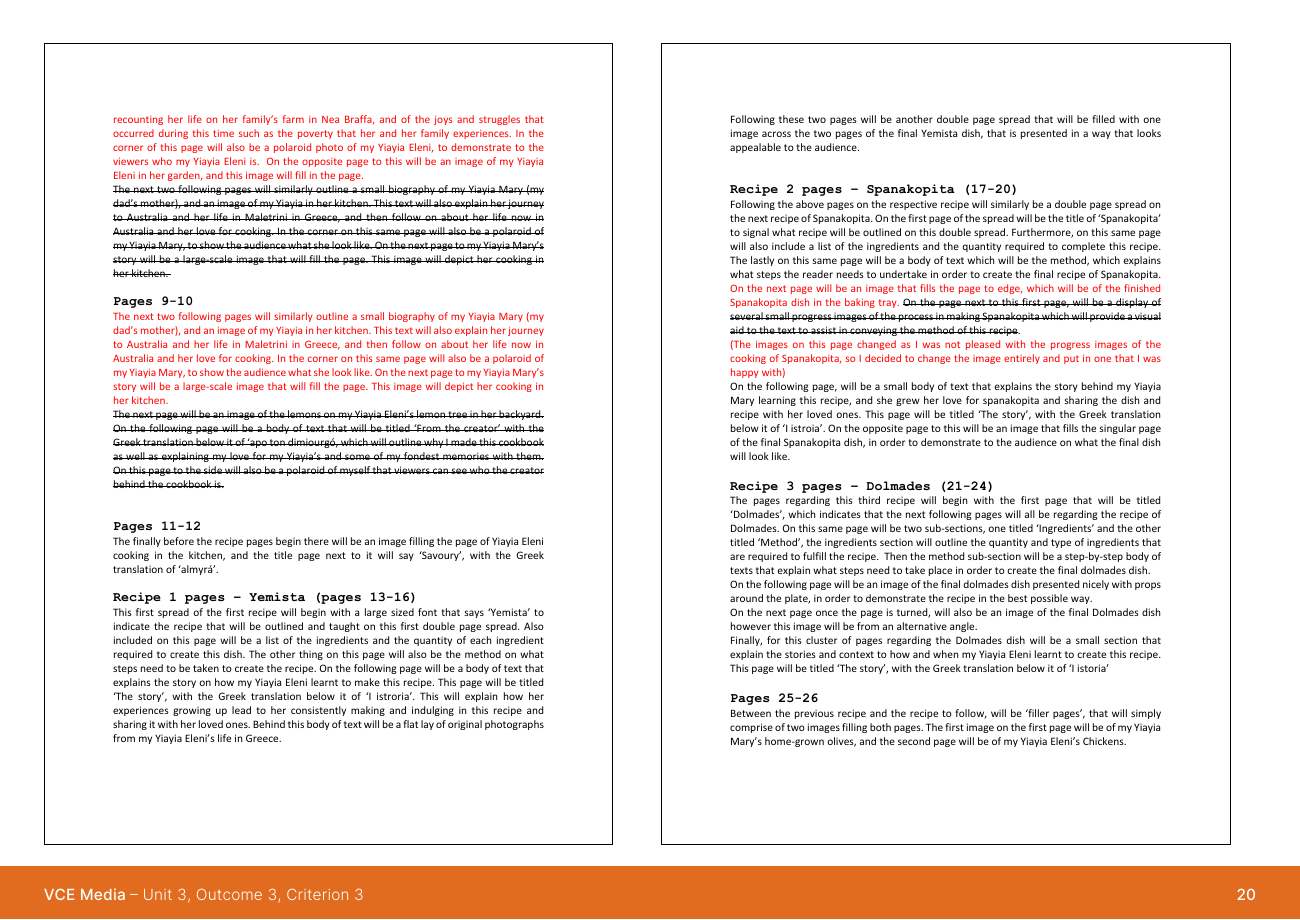 recounting her life on her family’s farm in Nea Braffa, and of the joys and struggles that
occurred during this time such as the poverty that her and her family experiences. In the
corner of this page will also be a polaroid photo of my Yiayia Eleni, to demonstrate to the
viewers who my Yiayia Eleni is.  On the opposite page to this will be an image of my Yiayia
Eleni in her garden, and this image will fill in the page.
The next two following pages will similarly outline a small biography of my Yiayia Mary (my
dad’s mother), and an image of my Yiayia in her kitchen. This text will also explain her journey
to Australia and her life in Maletrini in Greece, and then follow on about her life now in
Australia and her love for cooking. In the corner on this same page will also be a polaroid of
my Yiayia Mary, to show the audience what she look like. On the next page to my Yiayia Mary’s
story will be a large-scale image that will fill the page. This image will depict her cooking in
her kitchen.
Pages 9-10
The next two following pages will similarly outline a small biography of my Yiayia Mary (my
dad’s mother), and an image of my Yiayia in her kitchen. This text will also explain her journey
to Australia and her life in Maletrini in Greece, and then follow on about her life now in
Australia and her love for cooking. In the corner on this same page will also be a polaroid of
my Yiayia Mary, to show the audience what she look like. On the next page to my Yiayia Mary’s
story will be a large-scale image that will fill the page. This image will depict her cooking in
her kitchen.
The next page will be an image of the lemons on my Yiayia Eleni’s lemon tree in her backyard.
On the following page will be a body of text that will be titled ‘From the creator’ with the
Greek translation below it of ‘apo ton dimiourgó, which will outline why I made this cookbook
as well as explaining my love for my Yiayia’s and some of my fondest memories with them.
On this page to the side will also be a polaroid of myself that viewers can see who the creator
behind the cookbook is.
Pages 11-12
The finally before the recipe pages begin there will be an image filling the page of Yiayia Eleni
cooking in the kitchen, and the title page next to it will say ‘Savoury’, with the Greek
translation of ‘almyrá’.
Recipe 1 pages – Yemista (pages 13-16)
This first spread of the first recipe will begin with a large sized font that says ‘Yemista’ to
indicate the recipe that will be outlined and taught on this first double page spread. Also
included on this page will be a list of the ingredients and the quantity of each ingredient
required to create this dish. The other thing on this page will also be the method on what
steps need to be taken to create the recipe. On the following page will be a body of text that
explains the story on how my Yiayia Eleni learnt to make this recipe. This page will be titled
‘The story’, with the Greek translation below it of ‘I istroria’. This will explain how her
experiences growing up lead to her consistently making and indulging in this recipe and
sharing it with her loved ones. Behind this body of text will be a flat lay of original photographs
from my Yiayia Eleni’s life in Greece.
Following these two pages will be another double page spread that will be filled with one
image across the two pages of the final Yemista dish, that is presented in a way that looks
appealable to the audience.
Recipe 2 pages – Spanakopita (17-20)
Following the above pages on the respective recipe will similarly be a double page spread on
the next recipe of Spanakopita. On the first page of the spread will be the title of ‘Spanakopita’
to signal what recipe will be outlined on this double spread. Furthermore, on this same page
will also include a list of the ingredients and the quantity required to complete this recipe.
The lastly on this same page will be a body of text which will be the method, which explains
what steps the reader needs to undertake in order to create the final recipe of Spanakopita.
On the next page will be an image that fills the page to edge, which will be of the finished
Spanakopita dish in the baking tray. On the page next to this first page, will be a display of
several small progress images of the process in making Spanakopita which will provide a visual
aid to the text to assist in conveying the method of this recipe.
(The images on this page changed as I was not pleased with the progress images of the
cooking of Spanakopita, so I decided to change the image entirely and put in one that I was
happy with)
On the following page, will be a small body of text that explains the story behind my Yiayia
Mary learning this recipe, and she grew her love for spanakopita and sharing the dish and
recipe with her loved ones. This page will be titled ‘The story’, with the Greek translation
below it of ‘I istroia’. On the opposite page to this will be an image that fills the singular page
of the final Spanakopita dish, in order to demonstrate to the audience on what the final dish
will look like.
Recipe 3 pages – Dolmades (21-24)
The pages regarding this third recipe will begin with the first page that will be titled
‘Dolmades’, which indicates that the next following pages will all be regarding the recipe of
Dolmades. On this same page will be two sub-sections, one titled ‘Ingredients’ and the other
titled ‘Method’, the ingredients section will outline the quantity and type of ingredients that
are required to fulfill the recipe.  Then the method sub-section will be a step-by-step body of
texts that explain what steps need to take place in order to create the final dolmades dish.
On the following page will be an image of the final dolmades dish presented nicely with props
around the plate, in order to demonstrate the recipe in the best possible way.
On the next page once the page is turned, will also be an image of the final Dolmades dish
however this image will be from an alternative angle.
Finally, for this cluster of pages regarding the Dolmades dish will be a small section that
explain the stories and context to how and when my Yiayia Eleni learnt to create this recipe.
This page will be titled ‘The story’, with the Greek translation below it of ‘I istoria’
Pages 25-26
Between the previous recipe and the recipe to follow, will be ‘filler pages’, that will simply
comprise of two images filling both pages. The first image on the first page will be of my Yiayia
Mary’s home-grown olives, and the second page will be of my Yiayia Eleni’s Chickens.
VCE Media – Unit 3, Outcome 3, Criterion 3
20